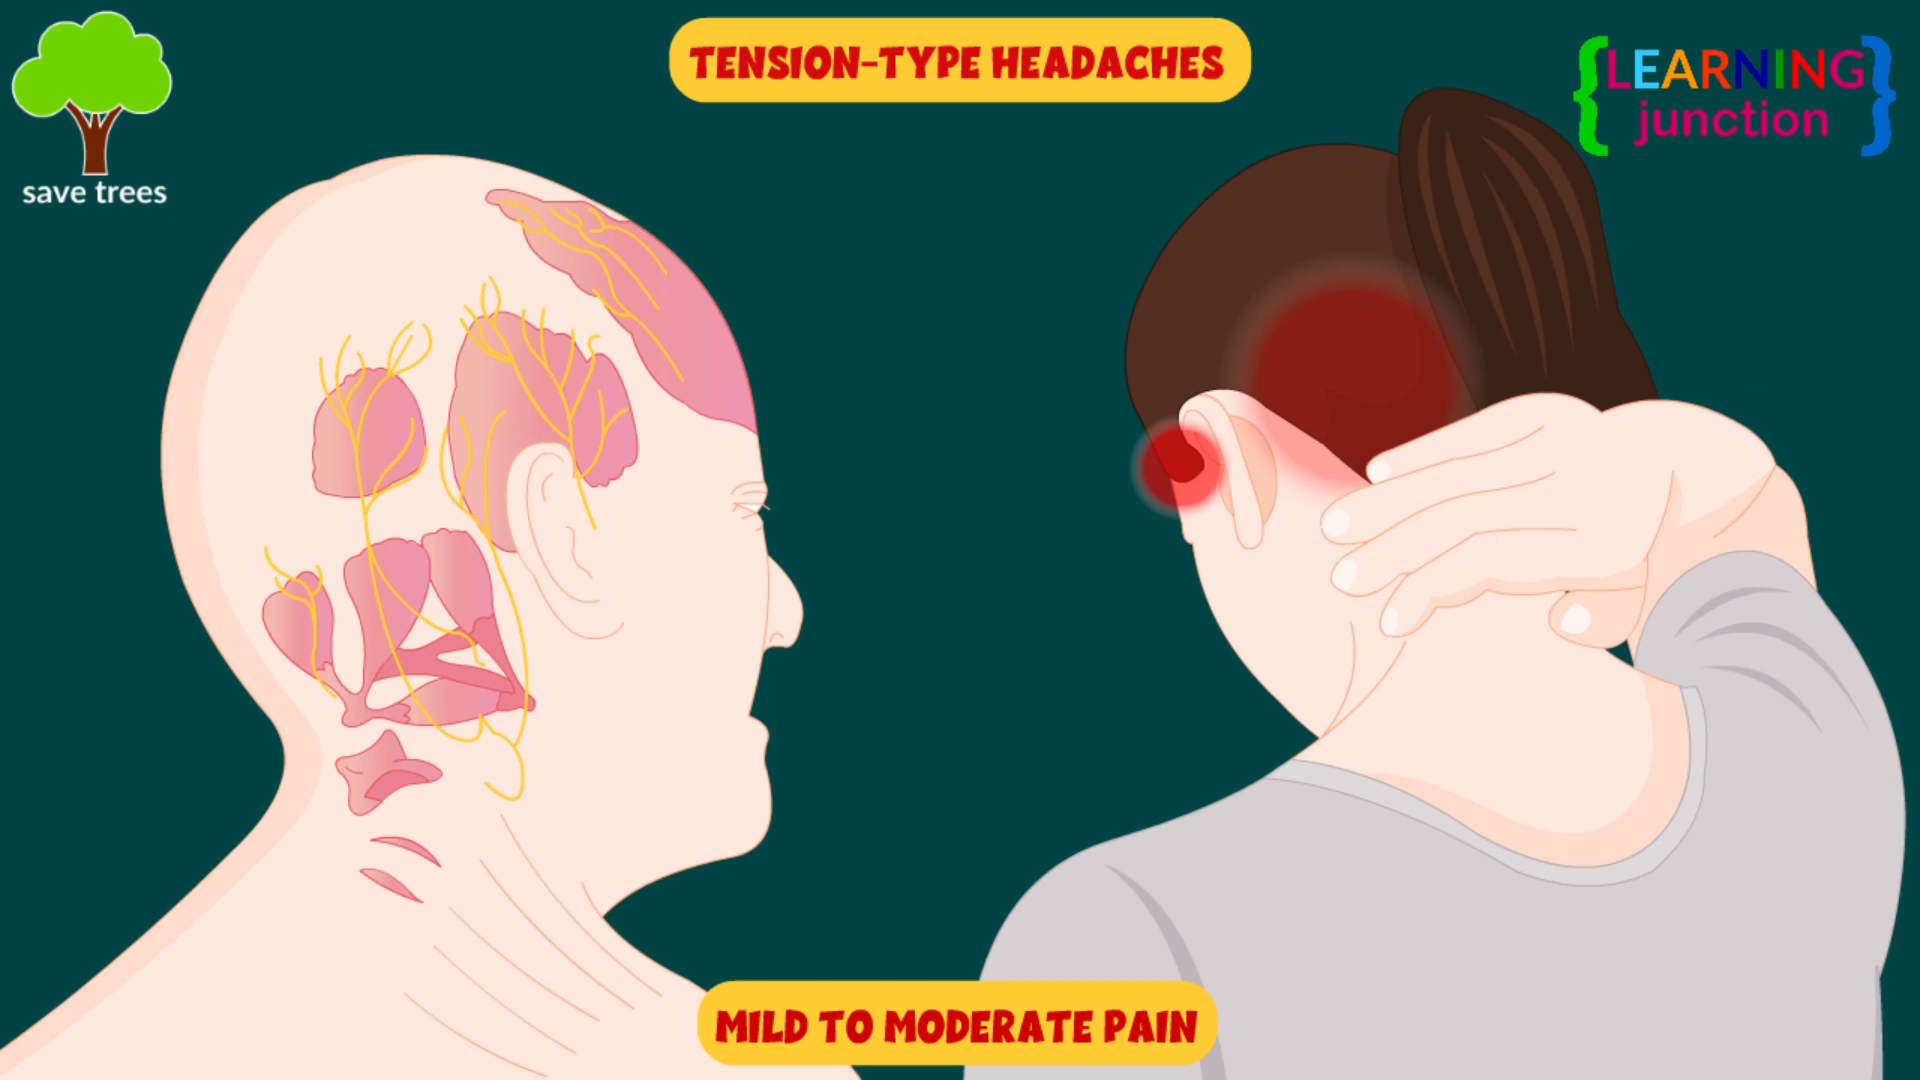 TENSION-TYPE HEADACHES
{LEARNING
junction}
save trees
MILD TO MODERATE PAIN